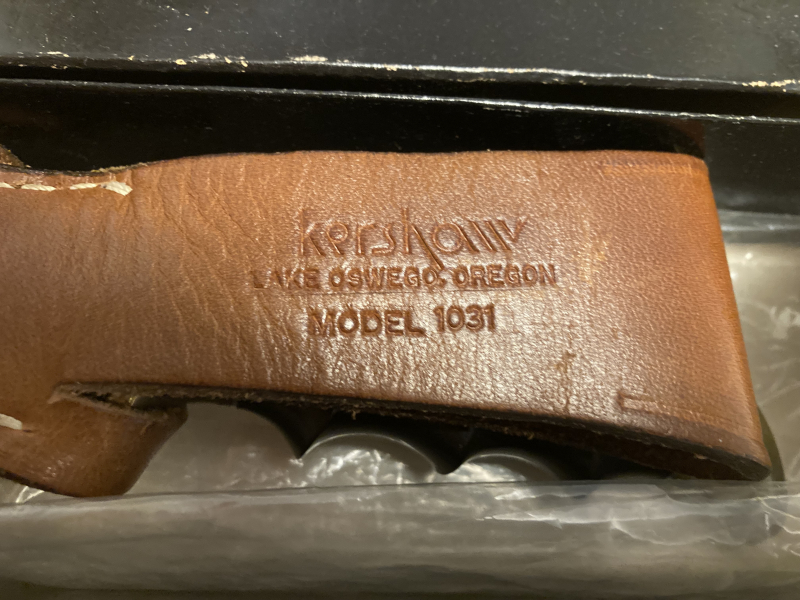 kershaw
LAKE OSWEGO, OREGON
MODEL 1031